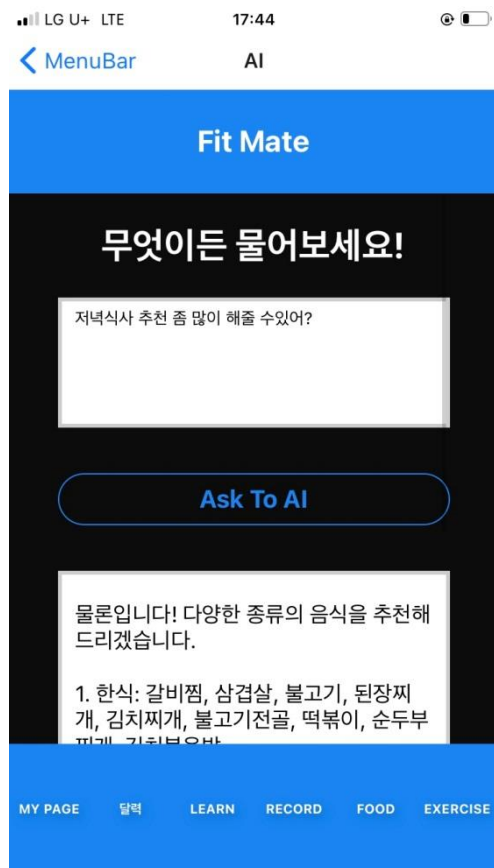 LG U+ LTE 17:44
MenuBar AI
Fit Mate
무엇이든 물어보세요!
저녁식사 추천 좀 많이 해줄 수있어?
Ask To AI
물론입니다! 다양한 종류의 음식을 추천해
드리겠습니다.
1. 한식: 갈비찜, 삼겹살, 불고기, 된장찌
개, 김치찌개, 불고기전골, 떡볶이, 순두부
MY PAGE 달력 LEARN RECORD FOOD EXERCISE